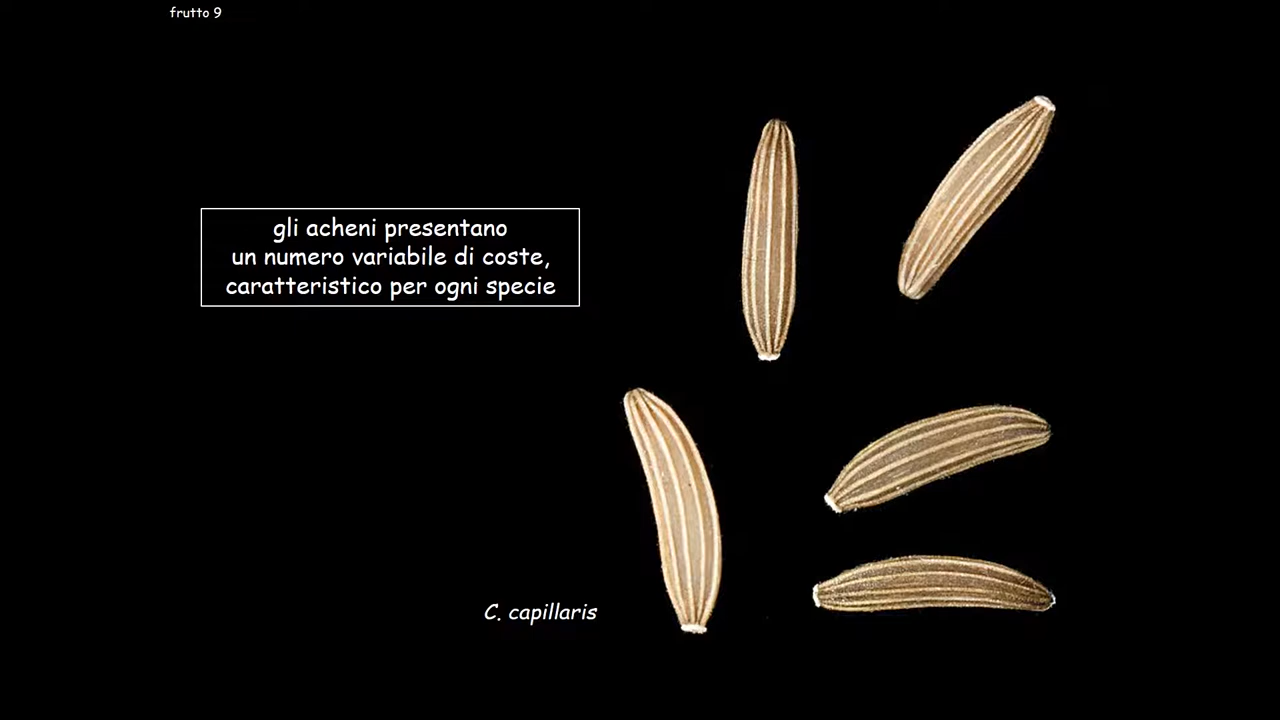 frutto 9
gli acheni presentano
un numero variabile di coste,
caratteristico per ogni specie
C. capillaris